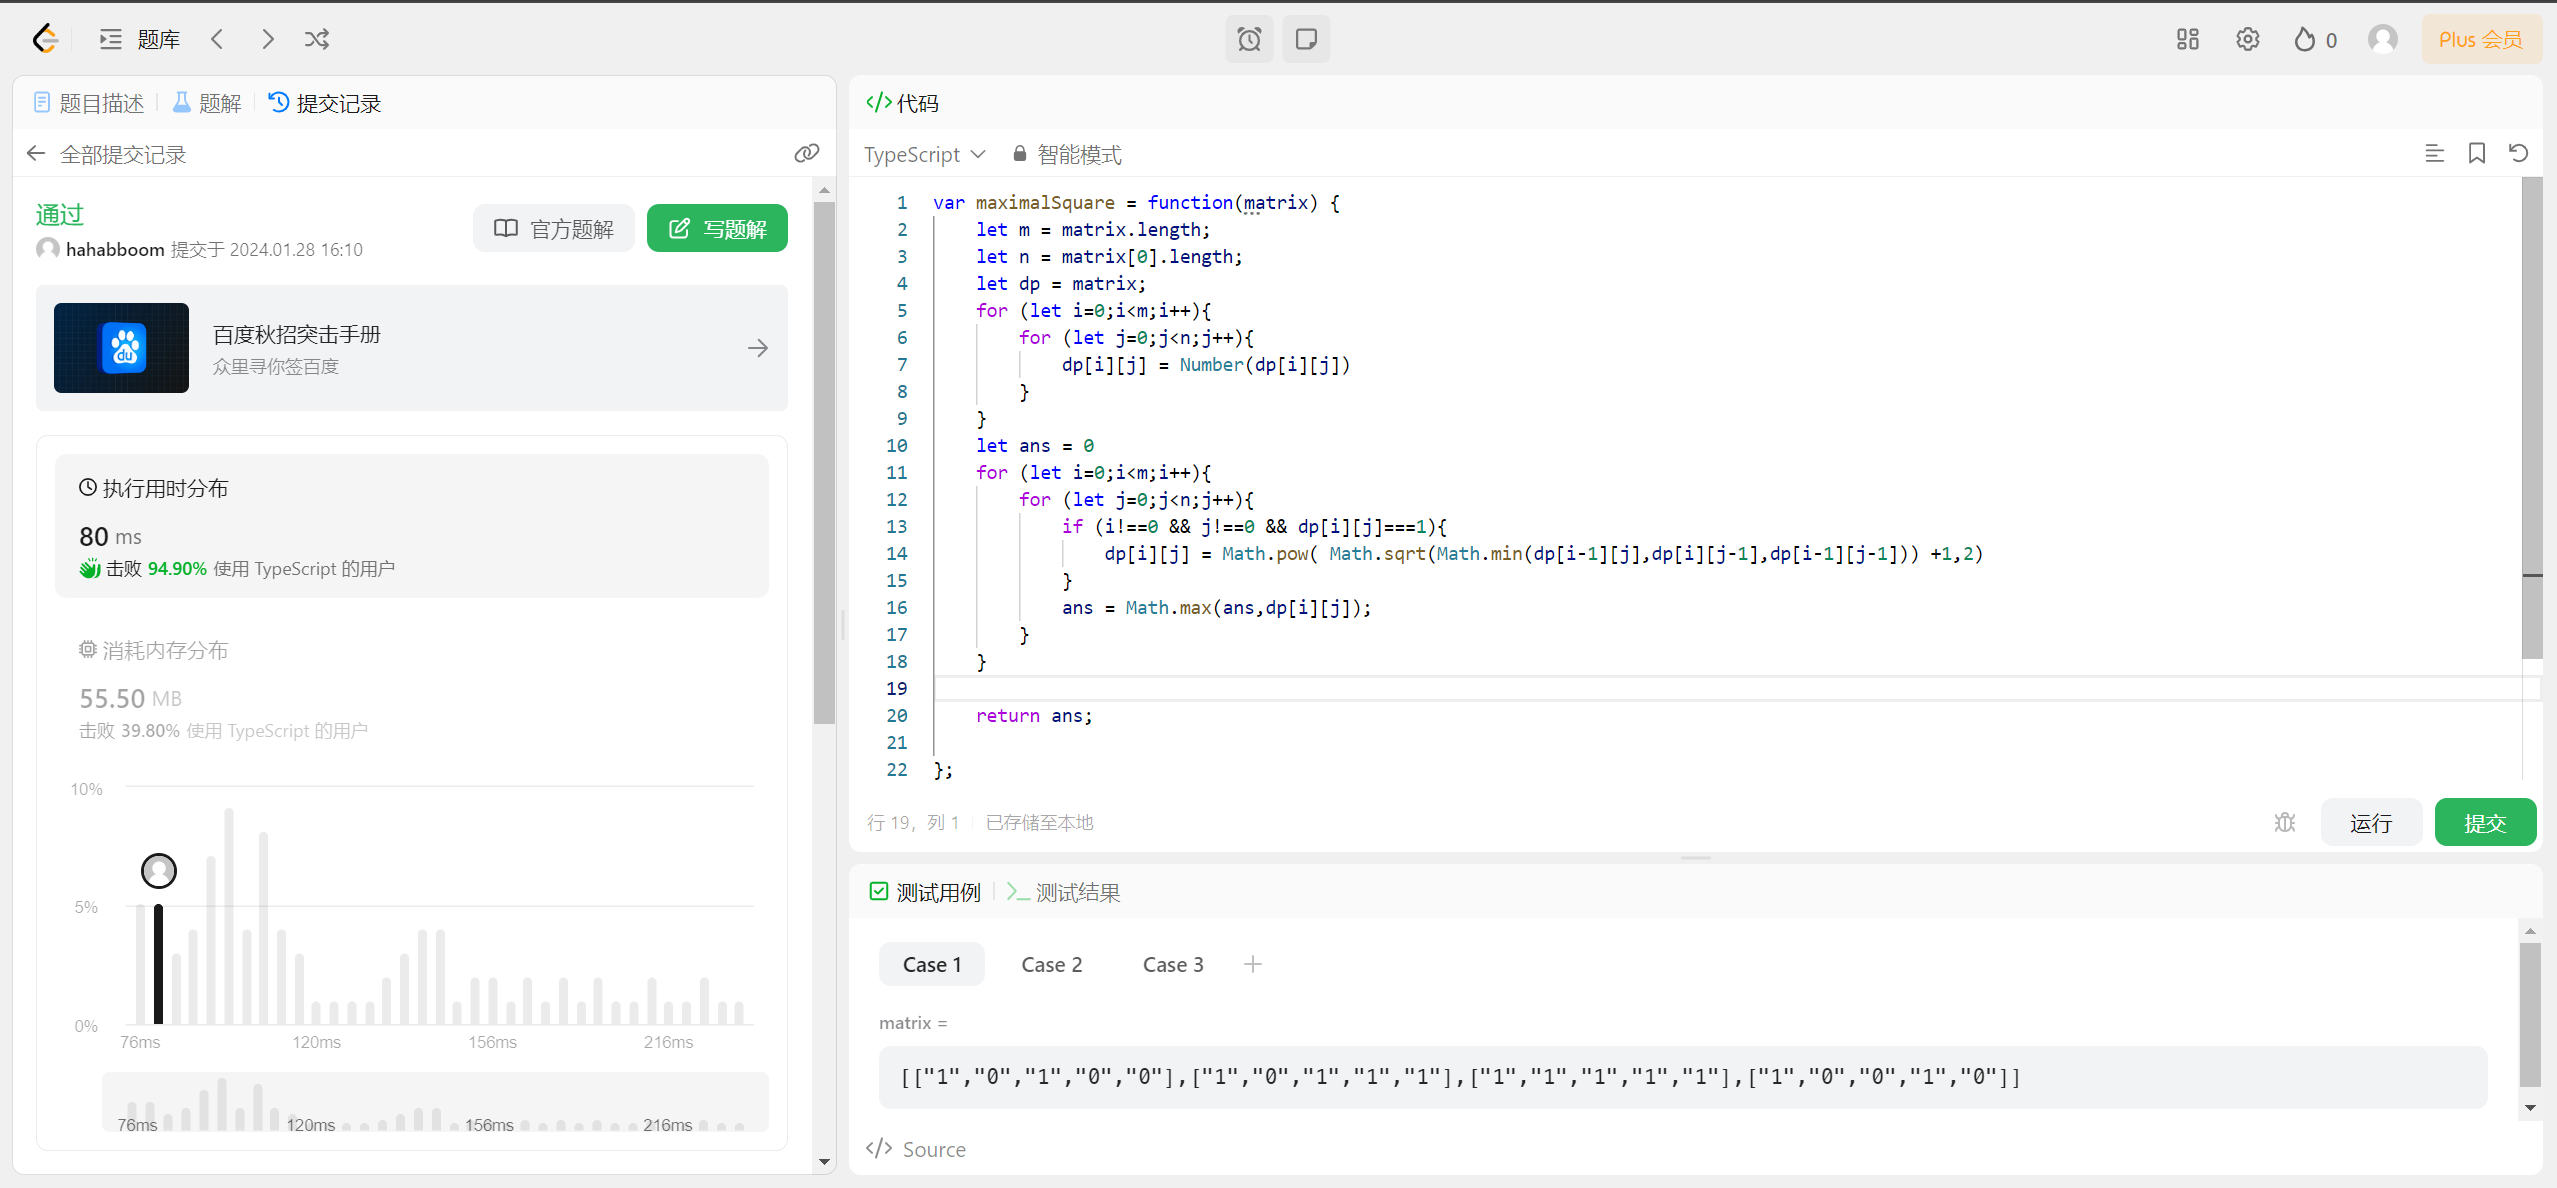 题库
0
Plus 会员
题目描述
题解
提交记录
全部提交记录
通过
hahabboom 提交于 2024.01.28 16:10
官方题解
写题解
du
百度秋招突击手册
众里寻你签百度
执行用时分布
80 ms
击败 94.90% 使用 TypeScript 的用户
消耗内存分布
55.50 MB
击败 39.80% 使用 TypeScript 的用户
10%
5%
0%
76ms 120ms 156ms 216ms
76ms 120ms 156ms 216ms
</> 代码
TypeScript 智能模式
1 var maximalSquare = function(matrix) {
2 let m = matrix.length;
3 let n = matrix[0].length;
4 let dp = matrix;
5 for (let i=0;i<m;i++){
6 for (let j=0;j<n;j++){
7 dp[i][j] = Number(dp[i][j])
8 }
9 }
10 let ans = 0
11 for (let i=0;i<m;i++){
12 for (let j=0;j<n;j++){
13 if (i!==0 && j!==0 && dp[i][j]===1){
14 dp[i][j] = Math.pow( Math.sqrt(Math.min(dp[i-1][j],dp[i][j-1],dp[i-1][j-1])) +1,2)
15 }
16 ans = Math.max(ans,dp[i][j]);
17 }
18 }
19
20 return ans;
21
22 };
行 19, 列 1 已存储至本地
运行
提交
测试用例
测试结果
Case 1 Case 2 Case 3 +
matrix =
[["1","0","1","0","0"],["1","0","1","1","1"],["1","1","1","1","1"],["1","0","0","1","0"]]
</> Source